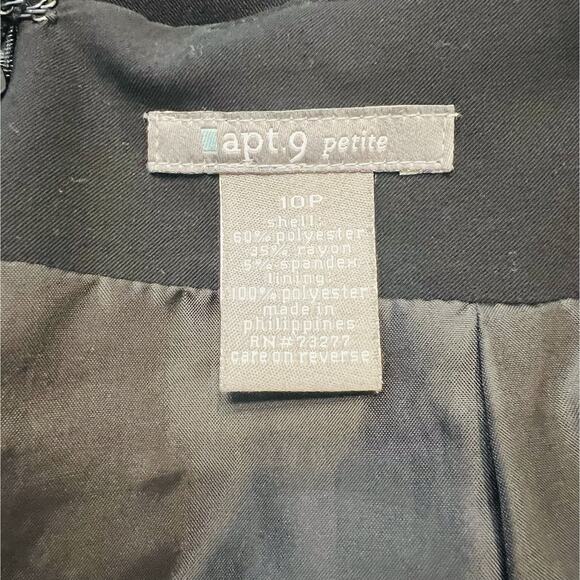 apt.9 petite
10P
shell:
60% polyester
35% rayon
5% spandex
lining:
100% polyester
made in
philippines
RN#73277
care on reverse